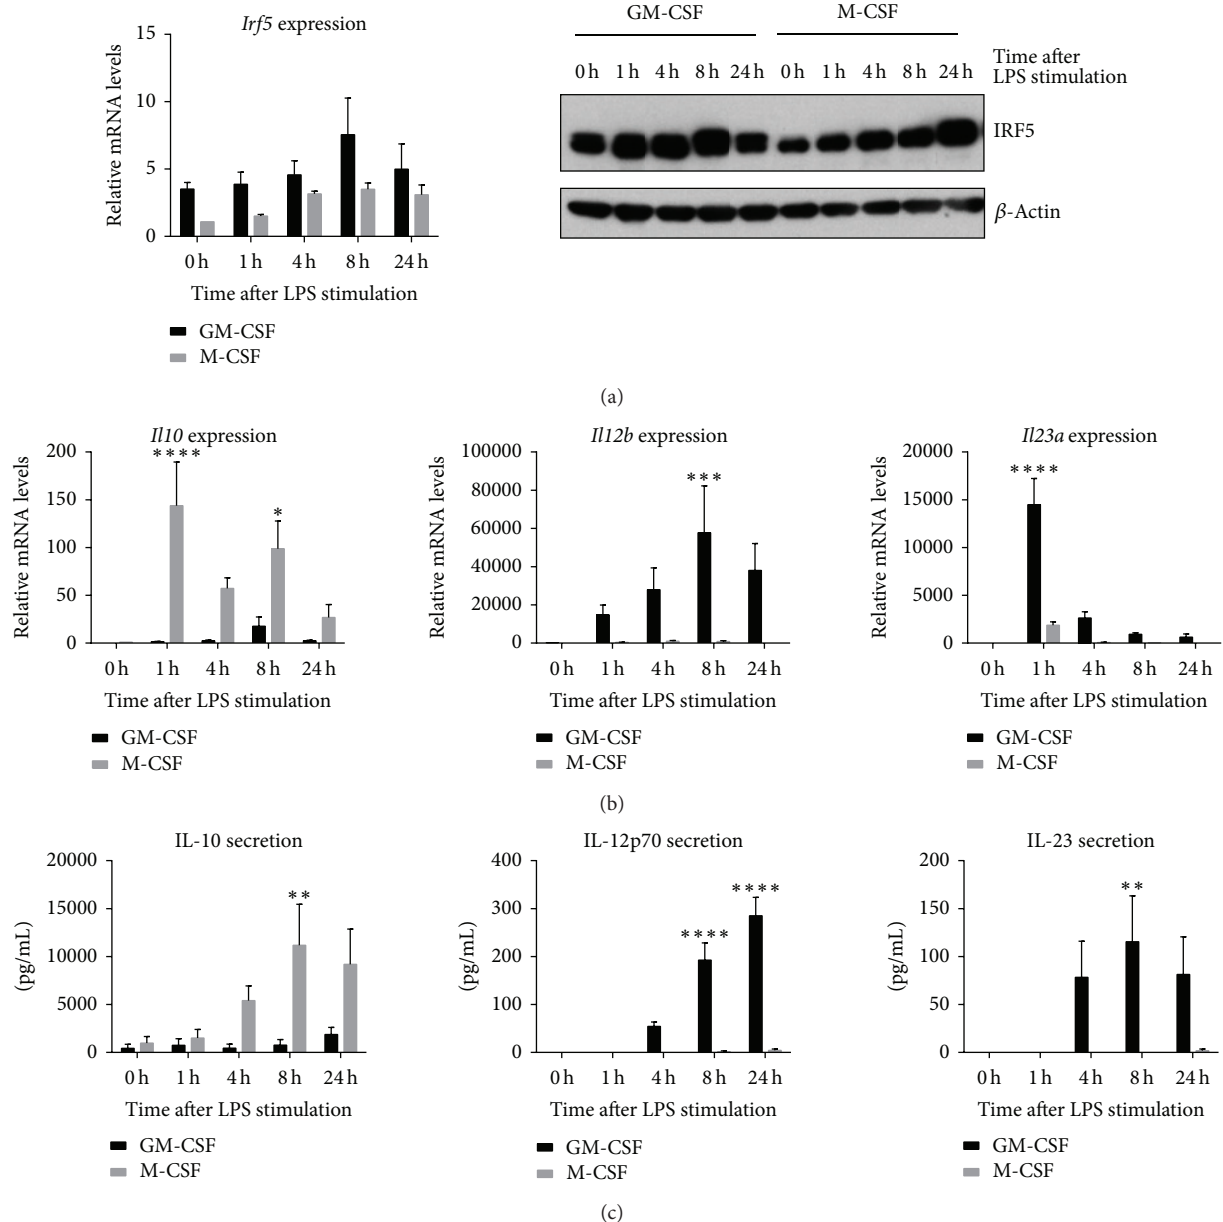 Irf5 expression
15
10
5
0
Relative mRNA levels
0 h 1 h 4 h 8 h 24 h
Time after LPS stimulation
GM-CSF
M-CSF
GM-CSF M-CSF
0 h 1 h 4 h 8 h 24 h 0 h 1 h 4 h 8 h 24 h
Time after
LPS stimulation
IRF5
β-Actin
(a)
Il10 expression
200
150
100
50
0
Relative mRNA levels
****
*
0 h 1 h 4 h 8 h 24 h
Time after LPS stimulation
GM-CSF
M-CSF
Il12b expression
100000
80000
60000
40000
20000
0
Relative mRNA levels
***
0 h 1 h 4 h 8 h 24 h
Time after LPS stimulation
GM-CSF
M-CSF
Il23a expression
20000
15000
10000
5000
0
Relative mRNA levels
****
0 h 1 h 4 h 8 h 24 h
Time after LPS stimulation
GM-CSF
M-CSF
(b)
IL-10 secretion
20000
15000
10000
5000
0
(pg/mL)
**
0 h 1 h 4 h 8 h 24 h
Time after LPS stimulation
GM-CSF
M-CSF
IL-12p70 secretion
400
300
200
100
0
(pg/mL)
****
****
0 h 1 h 4 h 8 h 24 h
Time after LPS stimulation
GM-CSF
M-CSF
IL-23 secretion
200
150
100
50
0
(pg/mL)
**
0 h 1 h 4 h 8 h 24 h
Time after LPS stimulation
GM-CSF
M-CSF
(c)